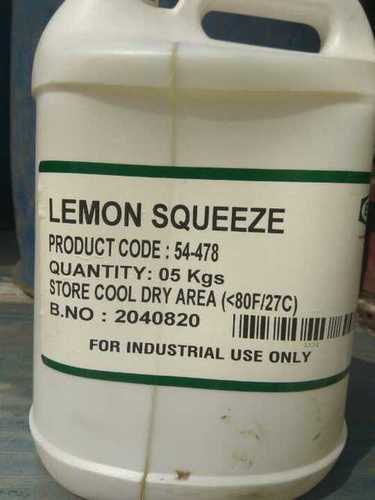 LEMON SQUEEZE
PRODUCT CODE : 54-478
QUANTITY: 05 Kgs
STORE COOL DRY AREA (<80F/27C)
B.NO : 2040820
FOR INDUSTRIAL USE ONLY